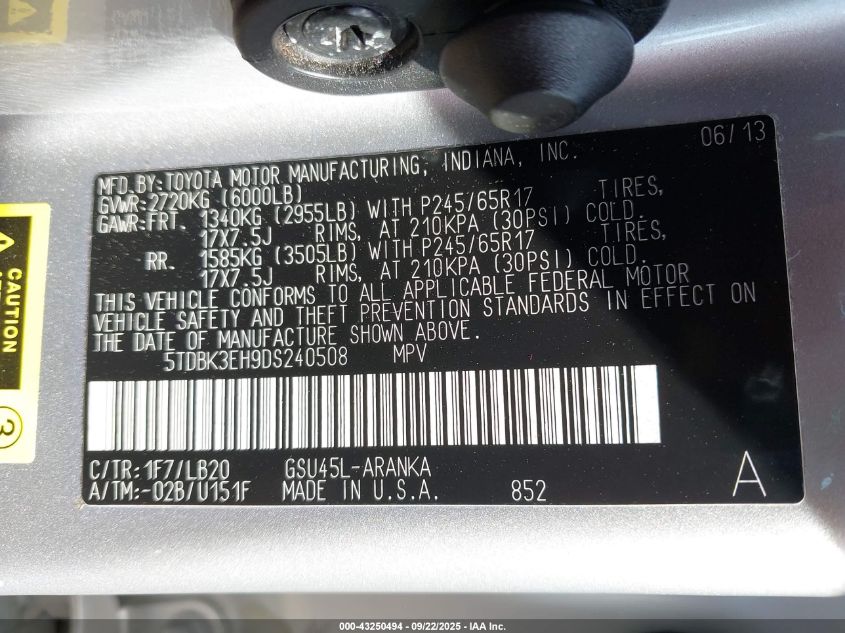 06/13
MFD.BY:TOYOTA MOTOR MANUFACTURING, INDIANA, INC.
GVWR:2720KG (6000LB)
GAWR:FRT. 1340KG (2955LB) WITH P245/65R17 TIRES,
17X7.5J RIMS, AT 210KPA (30PSI) COLD.
RR. 1585KG (3505LB) WITH P245/65R17 TIRES,
17X7.5J RIMS, AT 210KPA (30PSI) COLD.
THIS VEHICLE CONFORMS TO ALL APPLICABLE FEDERAL MOTOR
VEHICLE SAFETY AND THEFT PREVENTION STANDARDS IN EFFECT ON
THE DATE OF MANUFACTURE SHOWN ABOVE.
5TDBK3EH9DS240508 MPV
C/TR:1F7/LB20 GSU45L-ARANKA
A/TM:-02B/U151F MADE IN U.S.A. 852 A
CAUTION
3
000-43250494 - 09/22/2025 - IAA Inc.